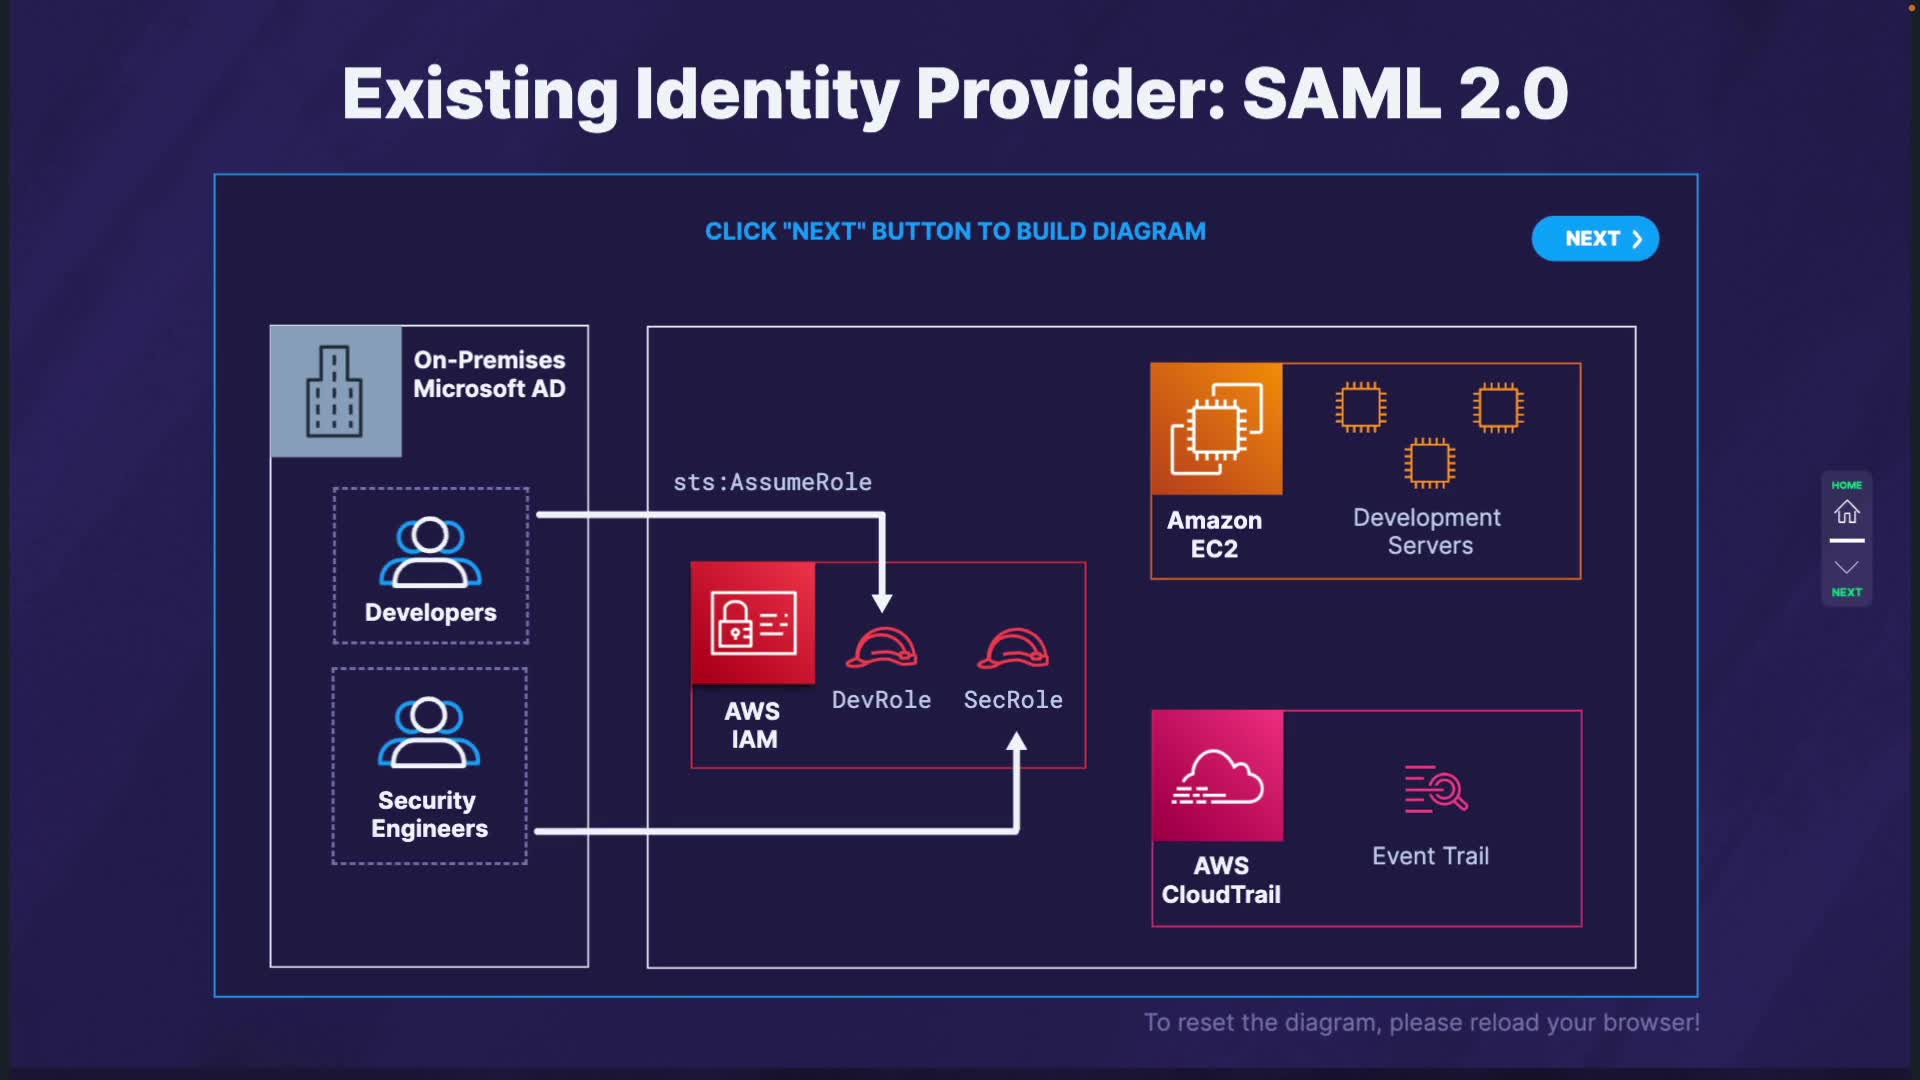 Existing Identity Provider: SAML 2.0
CLICK "NEXT" BUTTON TO BUILD DIAGRAM
NEXT
On-Premises
Microsoft AD
Developers
Security
Engineers
sts:AssumeRole
AWS
IAM
DevRole
SecRole
Amazon
EC2
Development
Servers
AWS
CloudTrail
Event Trail
HOME
NEXT
To reset the diagram, please reload your browser!